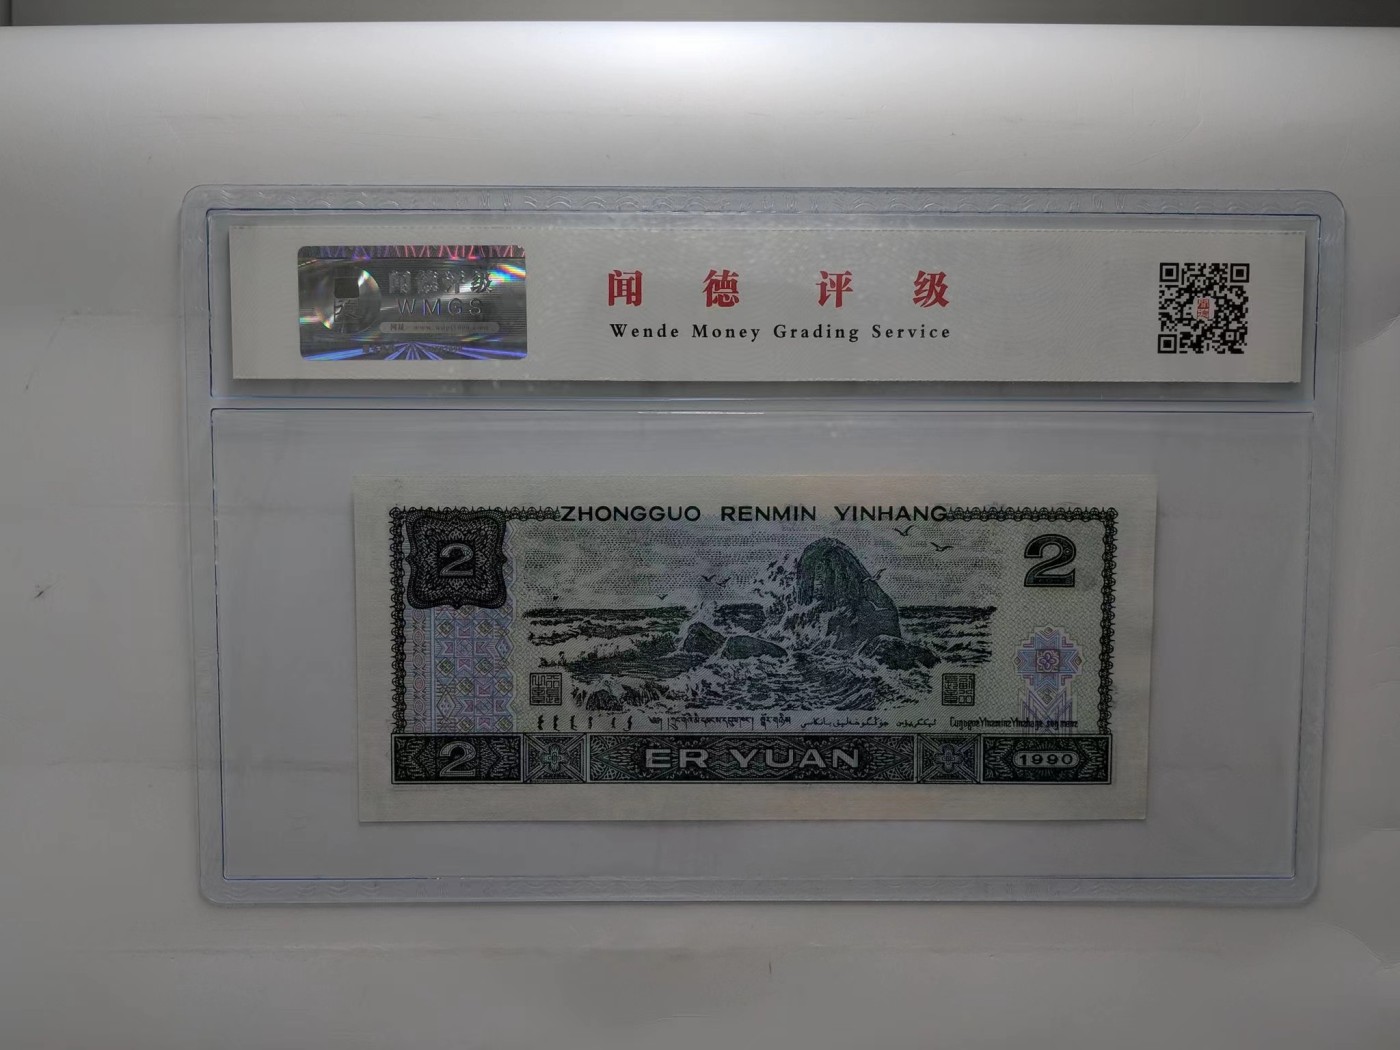 闻德评级
WMGS
闻 德 评 级
Wende Money Grading Service
ZHONGGUO RENMIN YINHANG
2
2
2
ER YUAN
1990